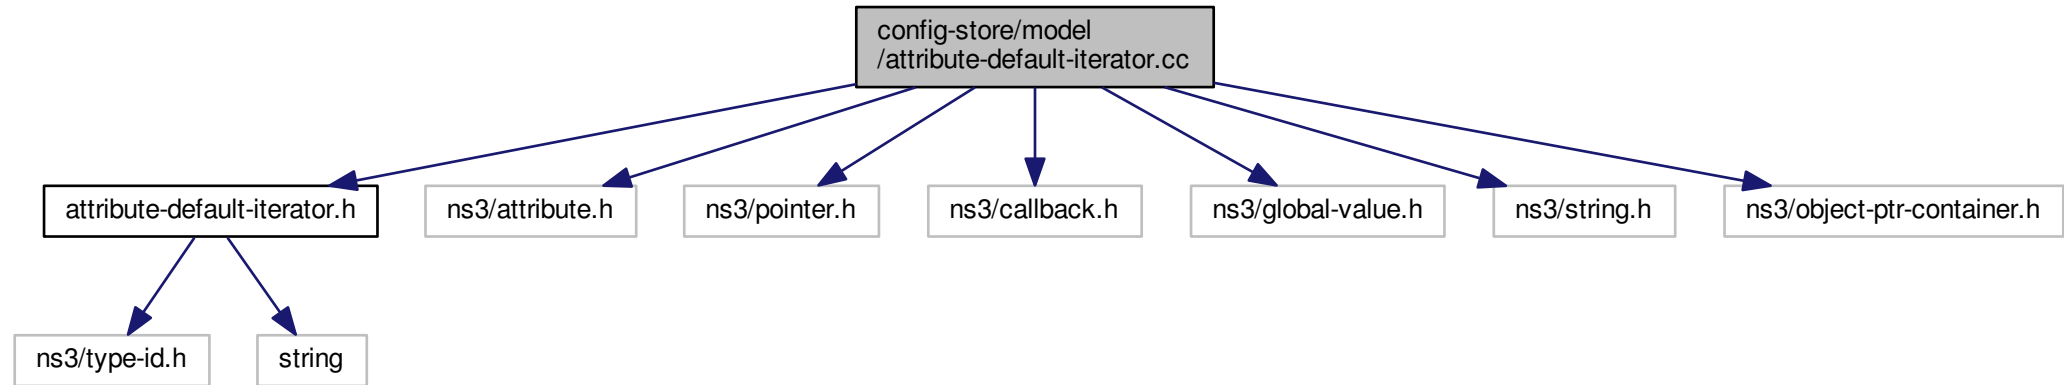 config-store/model
/attribute-default-iterator.cc
attribute-default-iterator.h
ns3/attribute.h
ns3/pointer.h
ns3/callback.h
ns3/global-value.h
ns3/string.h
ns3/object-ptr-container.h
ns3/type-id.h
string